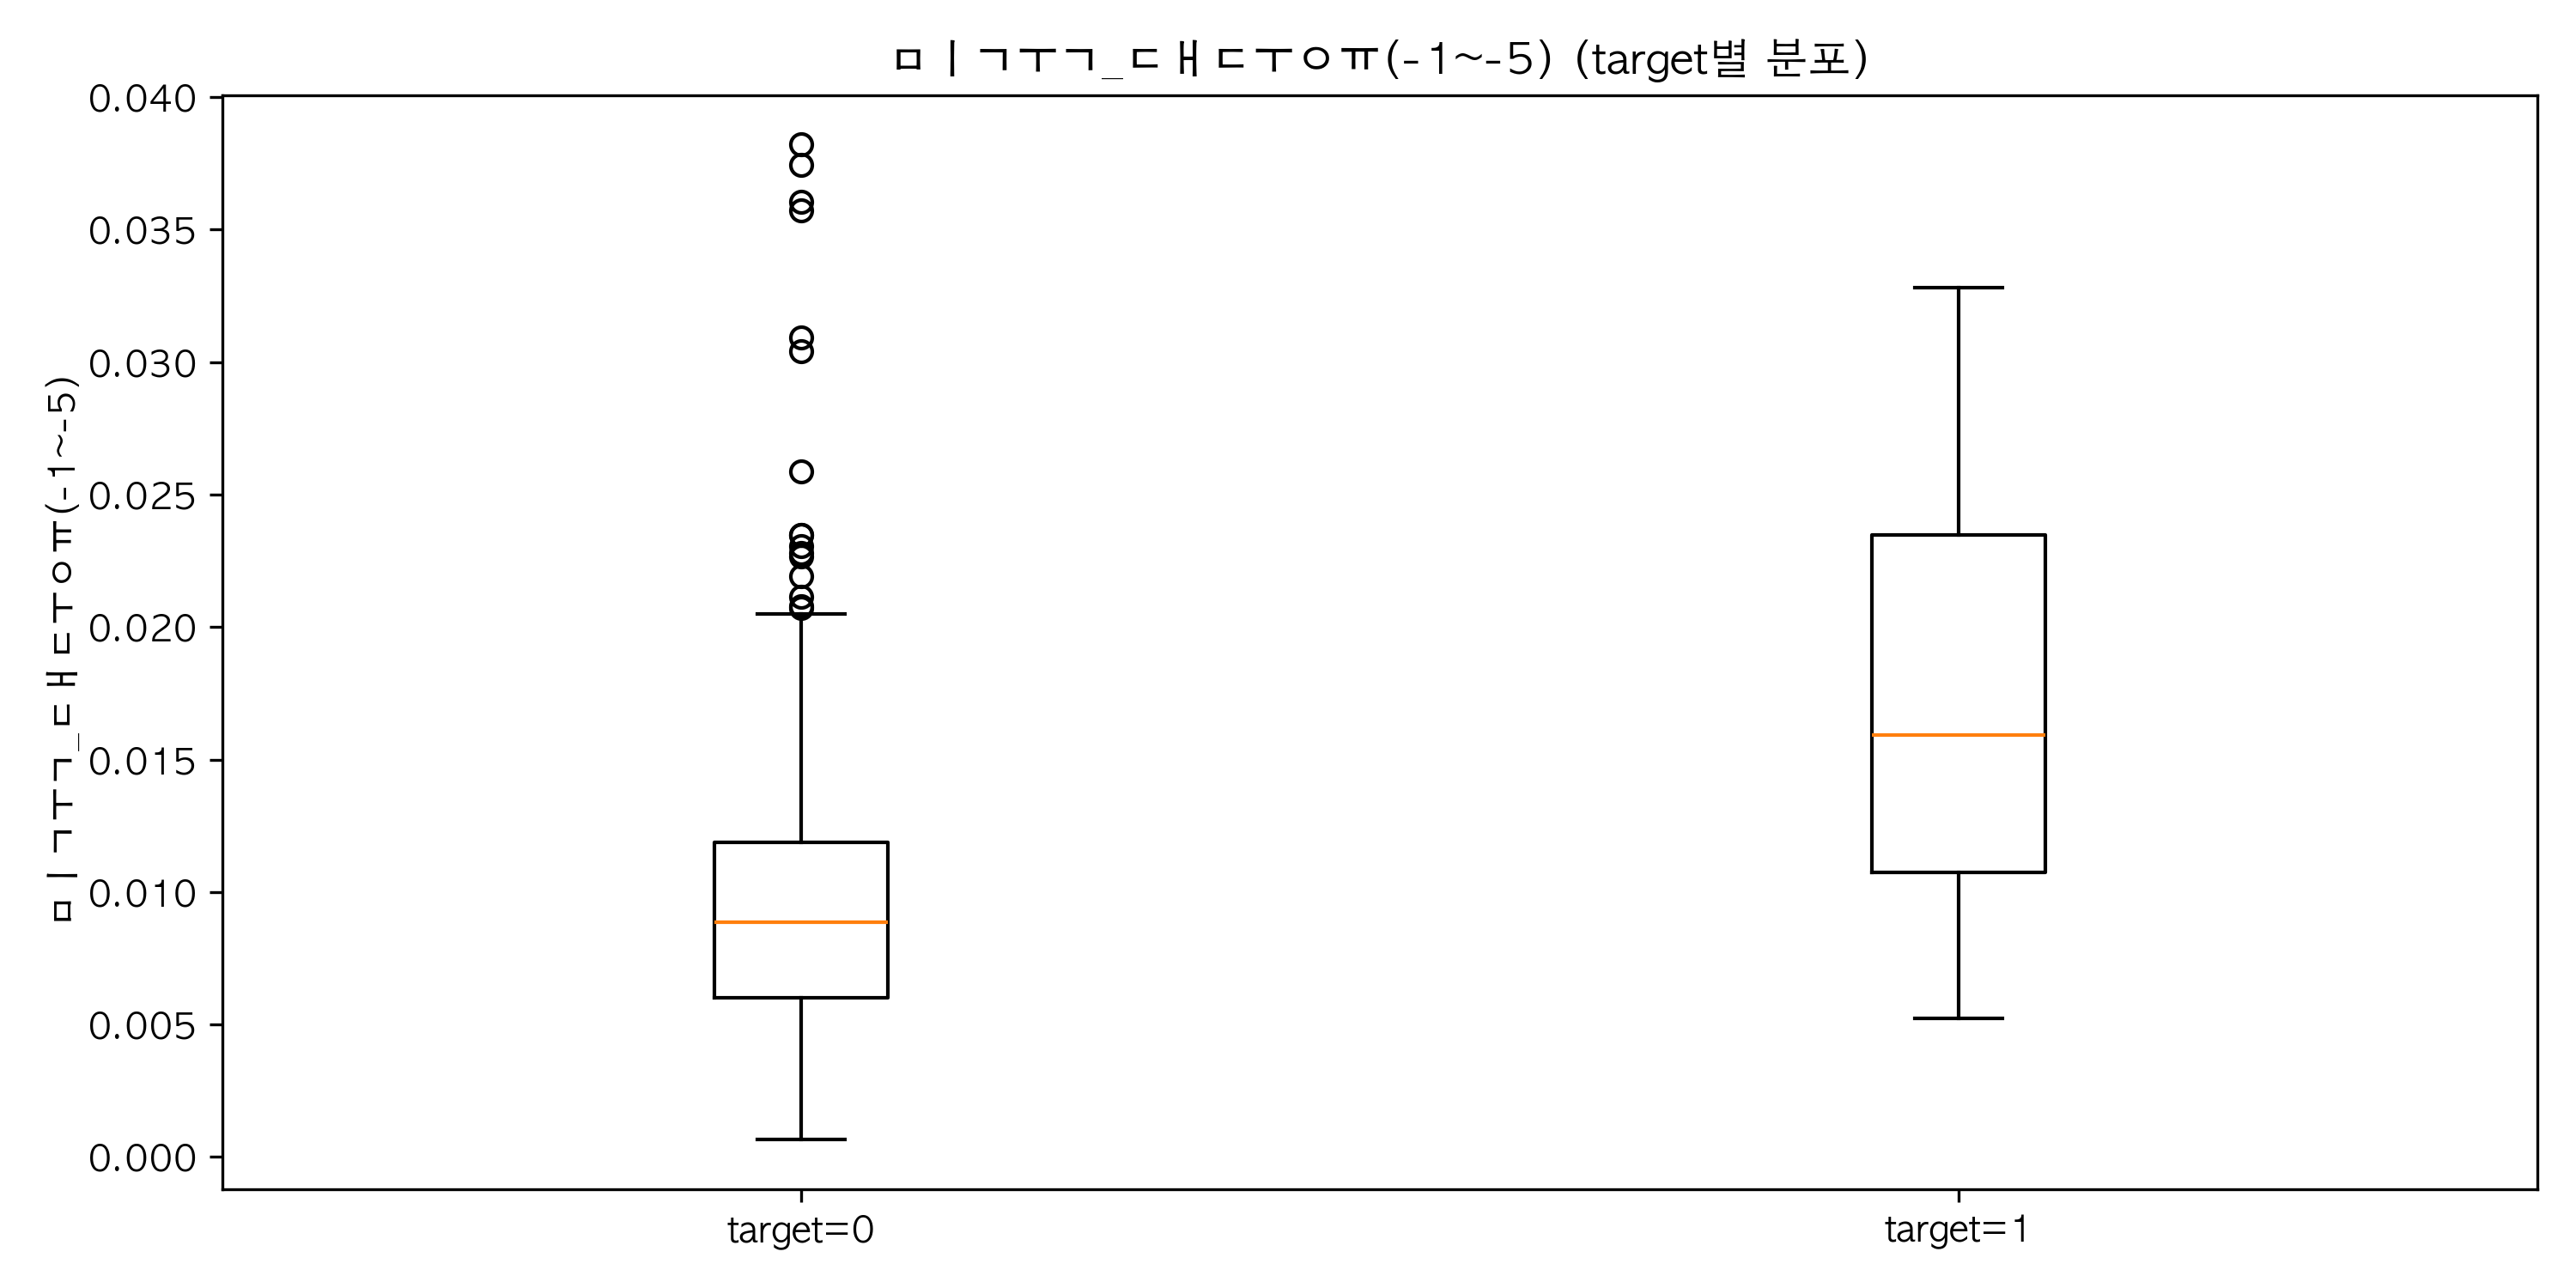 ㅁㅣㄱㅜㄱ_ㄷㅐㄷㅜㅇㅠ(-1~-5) (target별 분포)
0.040
0.035
0.030
0.025
0.020
0.015
0.010
0.005
0.000
ㅁㅣㄱㅜㄱ_ㄷㅐㄷㅜㅇㅠ(-1~-5)
target=0
target=1